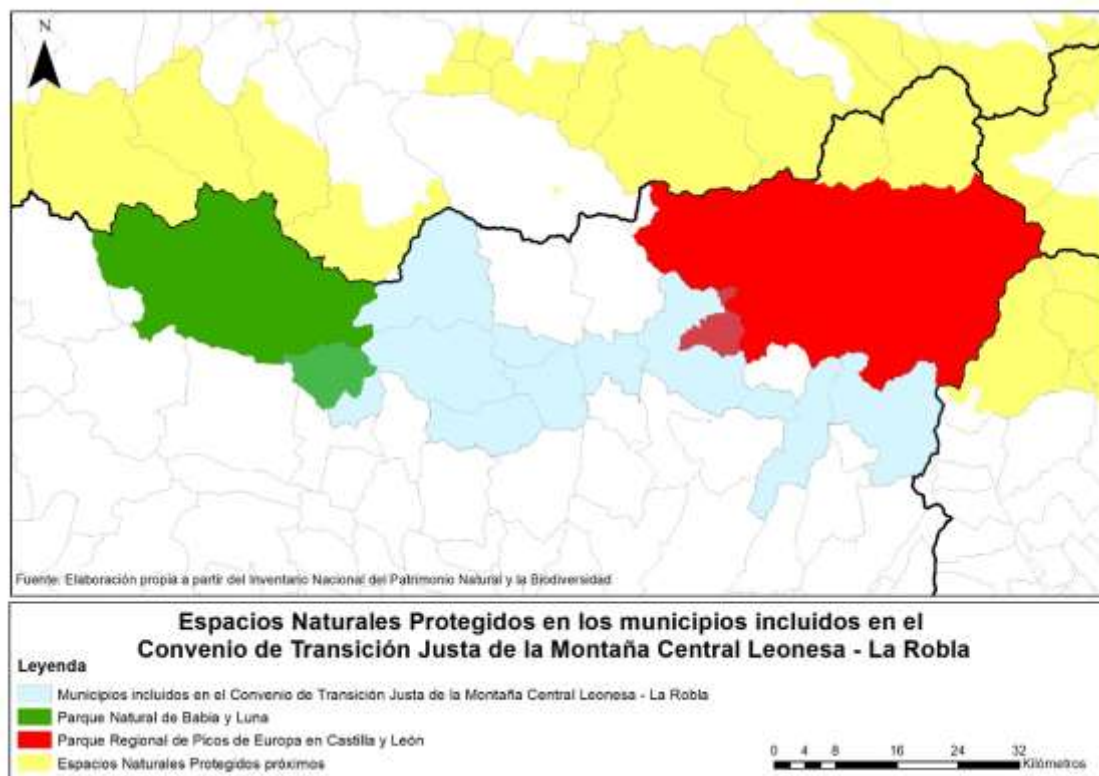 N
Fuente: Elaboración propia a partir del Inventario Nacional del Patrimonio Natural y la Biodiversidad
Espacios Naturales Protegidos en los municipios incluidos en el
Convenio de Transición Justa de la Montaña Central Leonesa - La Robla
Leyenda
Municipios incluidos en el Convenio de Transición Justa de la Montaña Central Leonesa - La Robla
Parque Natural de Babia y Luna
Parque Regional de Picos de Europa en Castilla y León
Espacios Naturales Protegidos próximos
0 4 8 16 24 32
Kilómetros